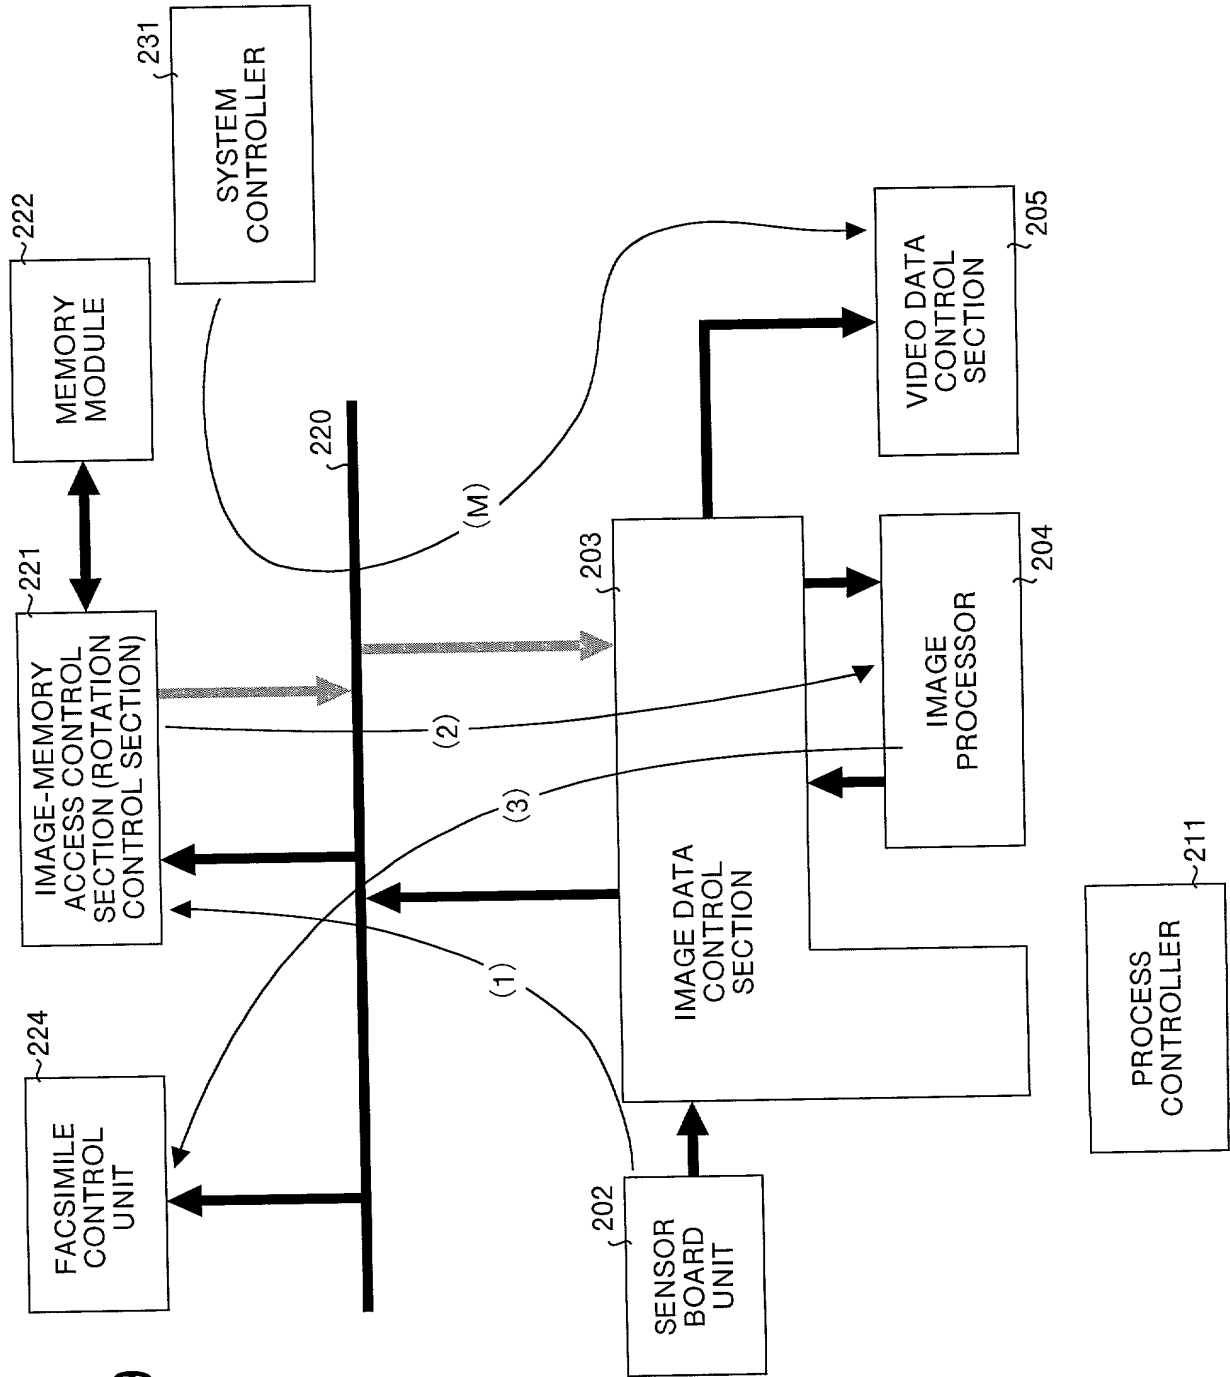 FACSIMILE
CONTROL
UNIT
224
IMAGE-MEMORY
ACCESS CONTROL
SECTION (ROTATION
CONTROL SECTION)
221
MEMORY
MODULE
222
SYSTEM
CONTROLLER
231
220
(1)
(2)
(3)
(M)
SENSOR
BOARD
UNIT
202
IMAGE DATA
CONTROL
SECTION
203
IMAGE
PROCESSOR
204
VIDEO DATA
CONTROL
SECTION
205
PROCESS
CONTROLLER
211